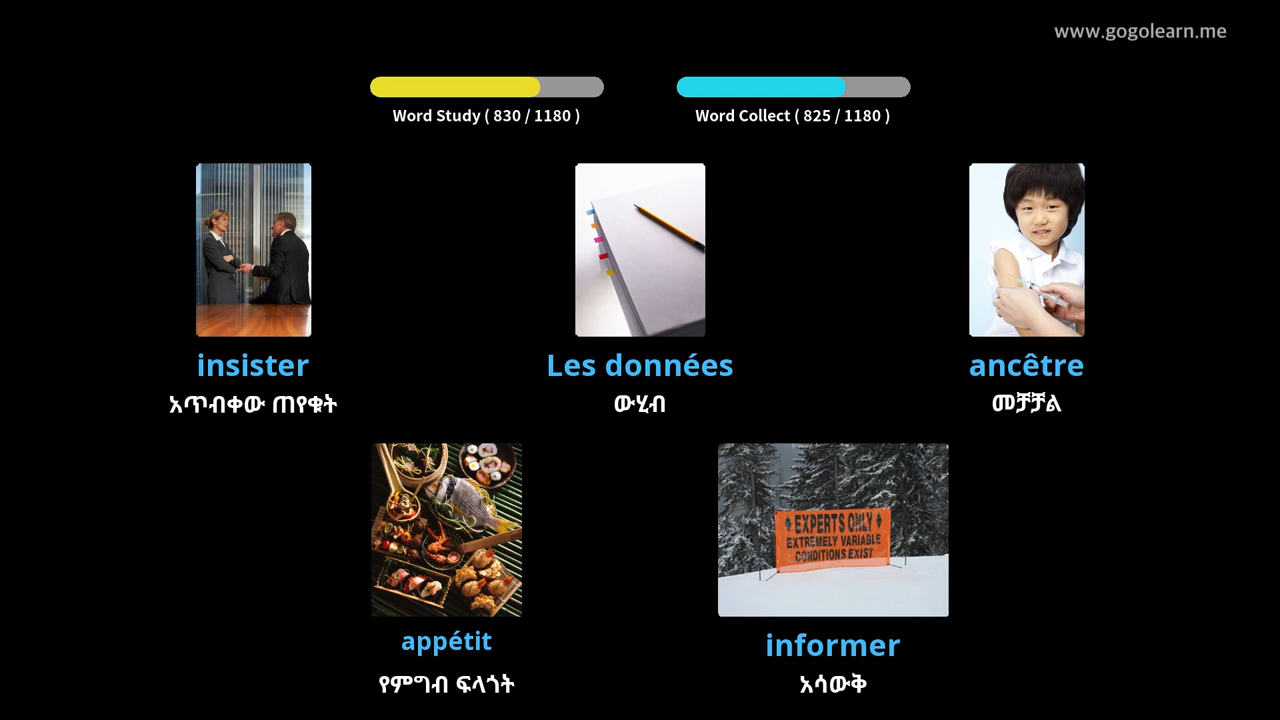 www.gogolearn.me
Word Study ( 830 / 1180 )
Word Collect ( 825 / 1180 )
insister
አጥብቀው ጠየቁት
Les données
ውሂብ
ancêtre
መቻቻል
EXPERTS ONLY
EXTREMELY VARIABLE
CONDITIONS EXIST
appétit
የምግብ ፍላጎት
informer
አሳውቅ